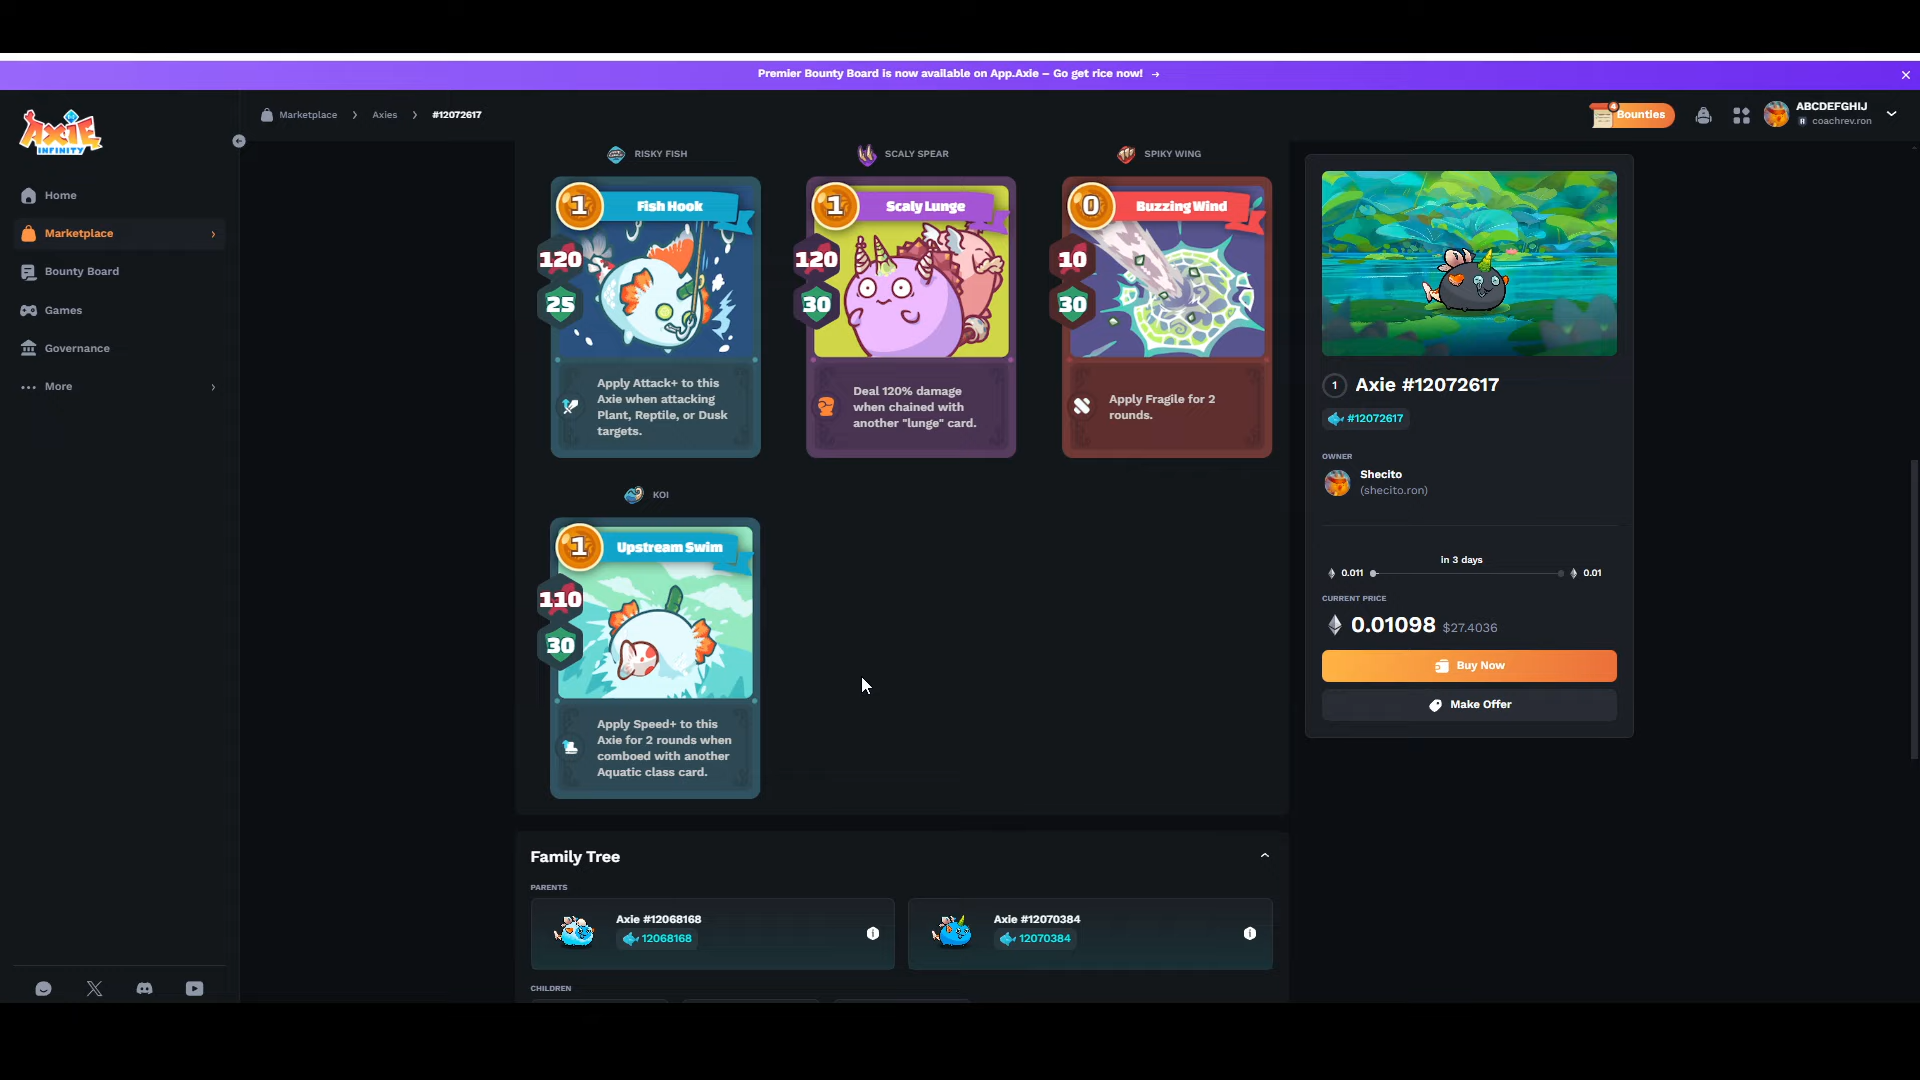 Premier Bounty Board is now available on App.Axie – Go get rice now! →
AXIE
INFINITY
Marketplace > Axies > #12072617
4
Bounties
ABCDEFGHIJ
coachrev.ron
Home
Marketplace
Bounty Board
Games
Governance
More
RISKY FISH
1
Fish Hook
120
25
Apply Attack+ to this
Axie when attacking
Plant, Reptile, or Dusk
targets.
SCALY SPEAR
1
Scaly Lunge
120
30
Deal 120% damage
when chained with
another "lunge" card.
SPIKY WING
0
Buzzing Wind
10
30
Apply Fragile for 2
rounds.
KOI
1
Upstream Swim
110
30
Apply Speed+ to this
Axie for 2 rounds when
comboed with another
Aquatic class card.
Family Tree
PARENTS
Axie #12068168
12068168
Axie #12070384
12070384
CHILDREN
1 Axie #12072617
#12072617
OWNER
Shecito
(shecito.ron)
in 3 days
0.011
0.01
CURRENT PRICE
0.01098 $27.4036
Buy Now
Make Offer